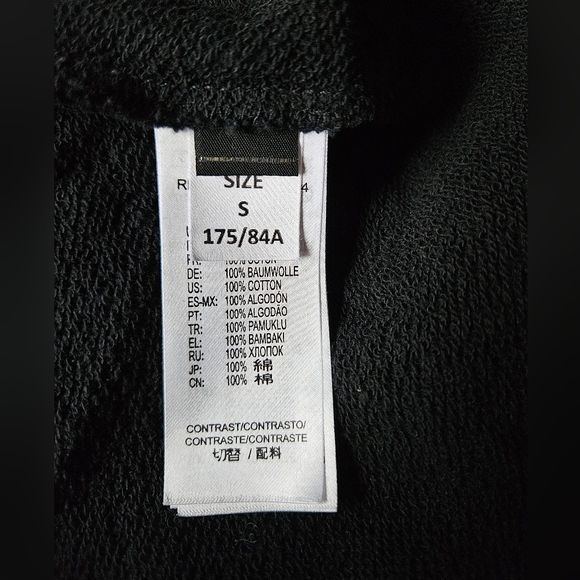 SIZE
S
175/84A
DE: 100% BAUMWOLLE
US: 100% COTTON
ES-MX: 100% ALGODÓN
PT: 100% ALGODÃO
TR: 100% PAMUKLU
EL: 100% BAMBAKI
RU: 100% ХЛОПОК
JP: 100% 綿
CN: 100% 棉
CONTRAST/CONTRASTO/
CONTRASTE/CONTRASTE
切替 / 配料